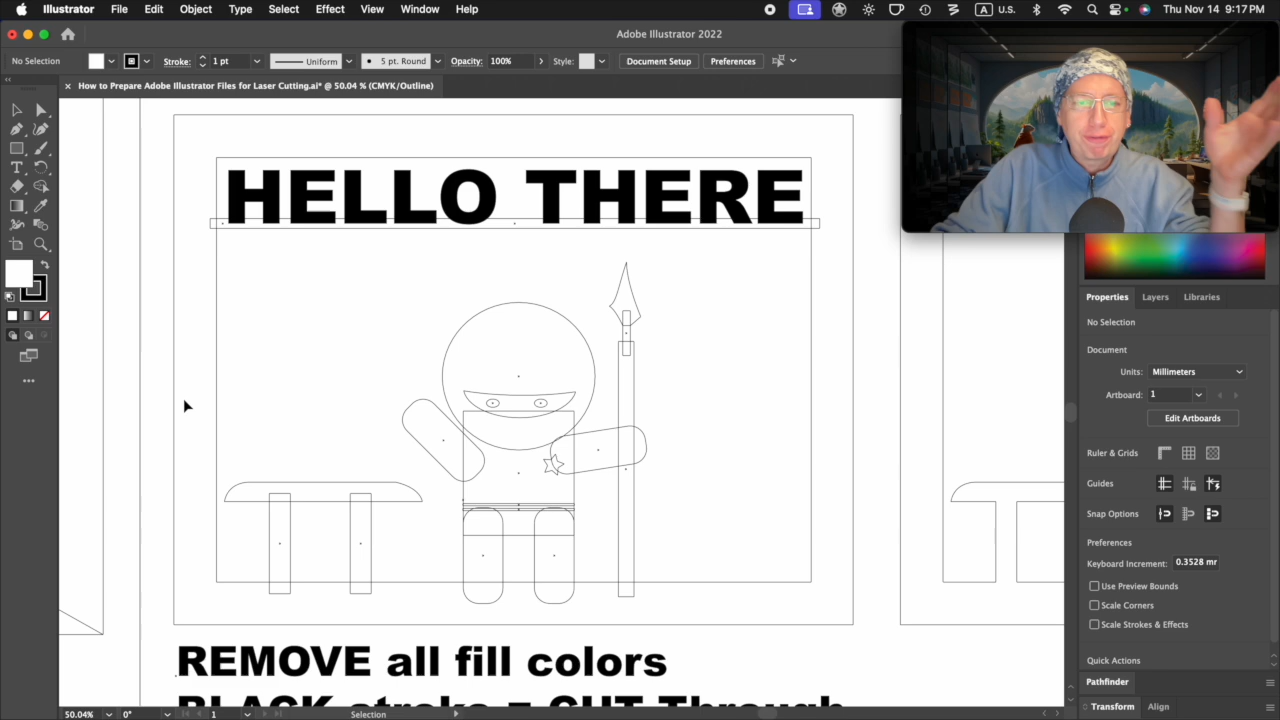 Illustrator File Edit Object Type Select Effect View Window Help
A U.S. Thu Nov 14 9:17 PM
Adobe Illustrator 2022
No Selection Stroke: 1 pt Uniform 5 pt. Round Opacity: 100% Style: Document Setup Preferences
How to Prepare Adobe Illustrator Files for Laser Cutting.ai* @ 50.04 % (CMYK/Outline)
HELLO THERE
REMOVE all fill colors
BLACK stroke = CUT Through
Properties Layers Libraries
No Selection
Document
Units: Millimeters
Artboard: 1
Edit Artboards
Ruler & Grids
Guides
Snap Options
Preferences
Keyboard Increment: 0.3528 mr
Use Preview Bounds
Scale Corners
Scale Strokes & Effects
Quick Actions
Pathfinder
Transform Align
50.04% 0° 1 Selection